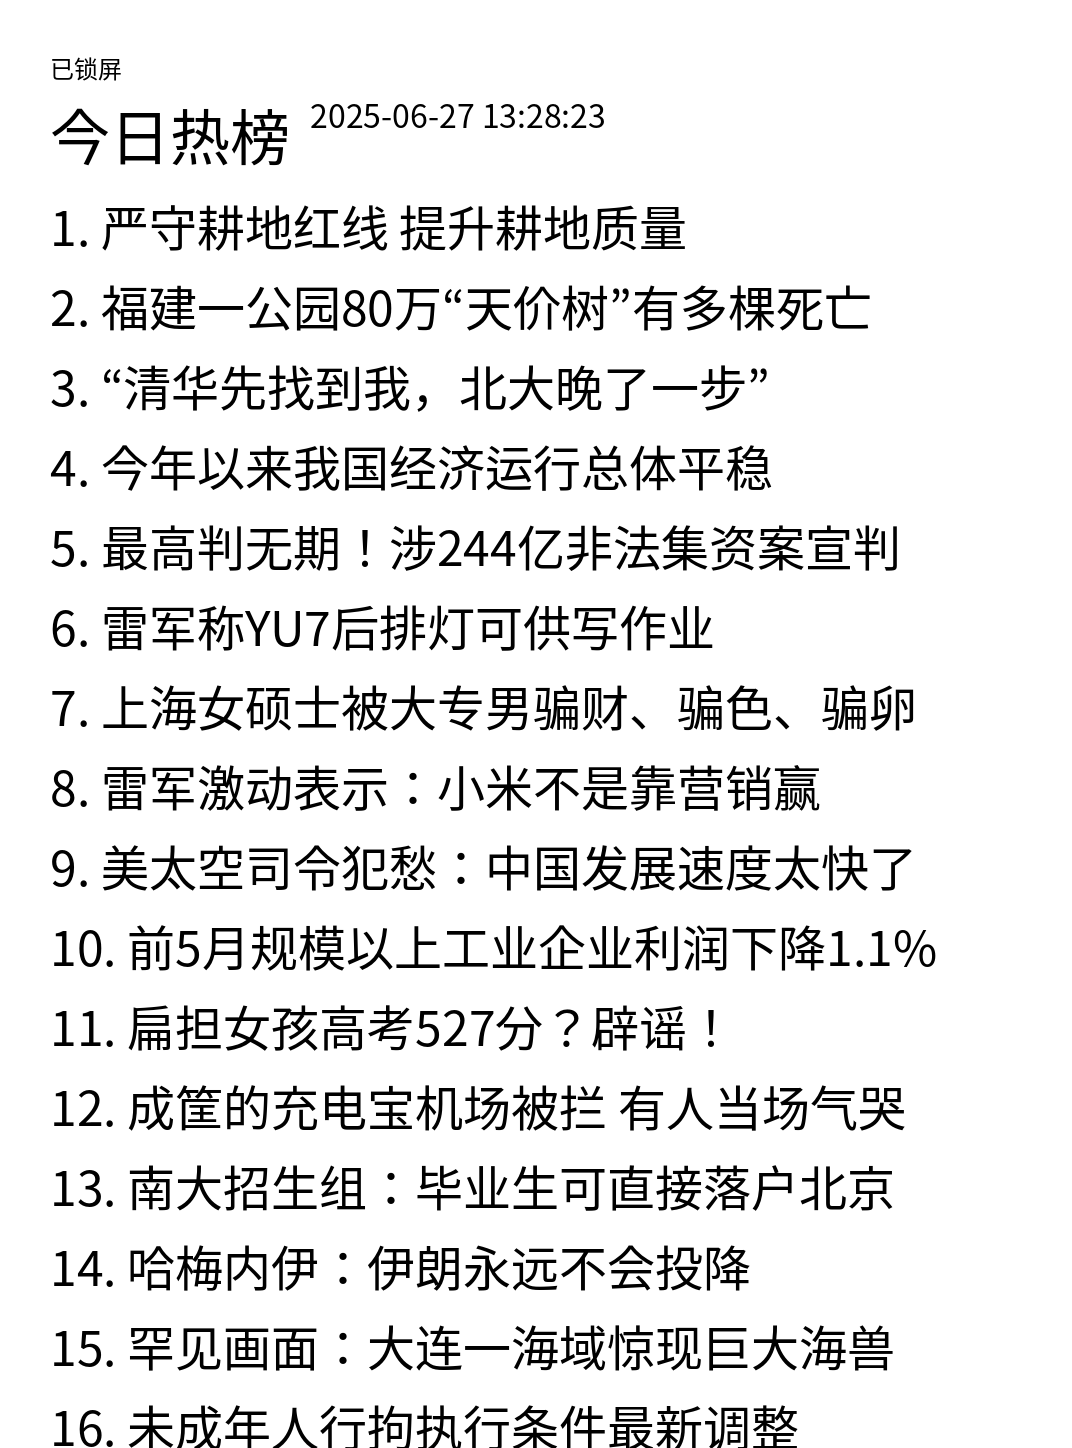 已锁屏
今日热榜 2025-06-27 13:28:23
1. 严守耕地红线 提升耕地质量
2. 福建一公园80万“天价树”有多棵死亡
3. “清华先找到我，北大晚了一步”
4. 今年以来我国经济运行总体平稳
5. 最高判无期！涉244亿非法集资案宣判
6. 雷军称YU7后排灯可供写作业
7. 上海女硕士被大专男骗财、骗色、骗卵
8. 雷军激动表示：小米不是靠营销赢
9. 美太空司令犯愁：中国发展速度太快了
10. 前5月规模以上工业企业利润下降1.1%
11. 扁担女孩高考527分？辟谣！
12. 成筐的充电宝机场被拦 有人当场气哭
13. 南大招生组：毕业生可直接落户北京
14. 哈梅内伊：伊朗永远不会投降
15. 罕见画面：大连一海域惊现巨大海兽
16. 未成年人行拘执行条件最新调整